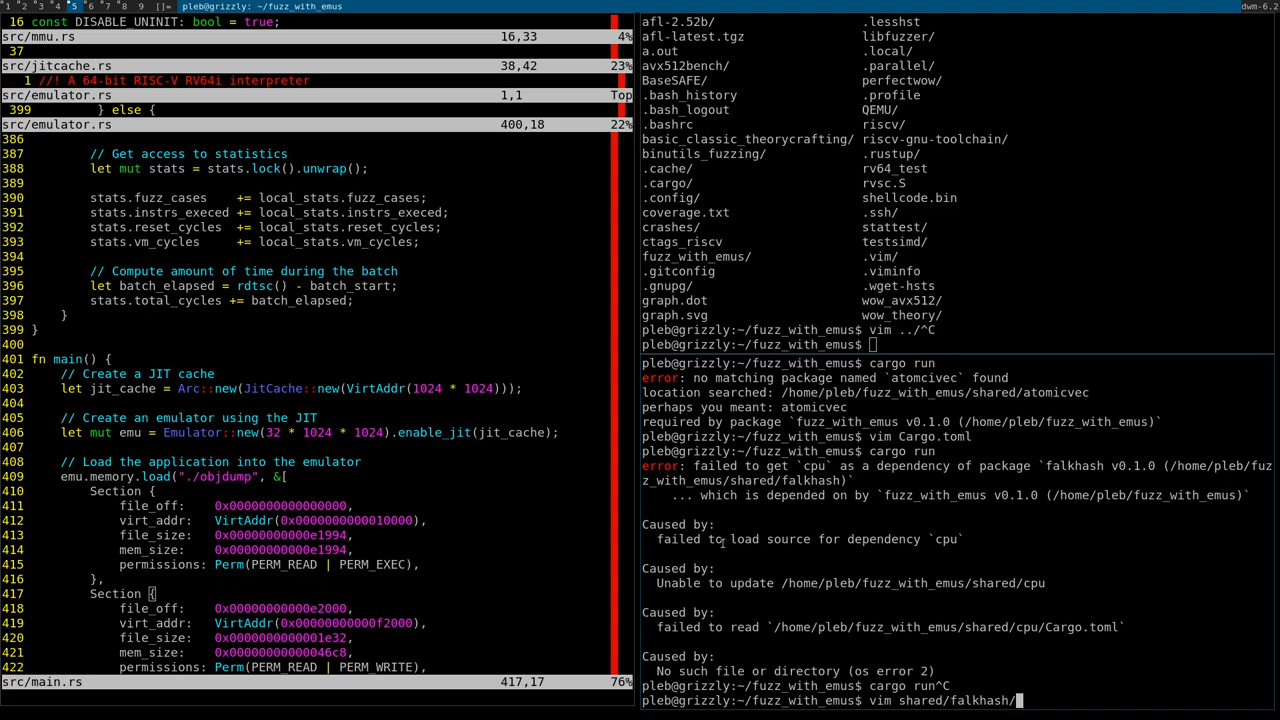 1 2 3 4 5 6 7 8 9 []= pleb@grizzly: ~/fuzz_with_emus dwm-6.2
16 const DISABLE_UNINIT: bool = true;
src/mmu.rs 16,33 4%
37
src/jitcache.rs 38,42 23%
1 //! A 64-bit RISC-V RV64i interpreter
src/emulator.rs 1,1 Top
399 } else {
src/emulator.rs 400,18 22%
386
387 // Get access to statistics
388 let mut stats = stats.lock().unwrap();
389
390 stats.fuzz_cases += local_stats.fuzz_cases;
391 stats.instrs_execed += local_stats.instrs_execed;
392 stats.reset_cycles += local_stats.reset_cycles;
393 stats.vm_cycles += local_stats.vm_cycles;
394
395 // Compute amount of time during the batch
396 let batch_elapsed = rdtsc() - batch_start;
397 stats.total_cycles += batch_elapsed;
398 }
399 }
400
401 fn main() {
402 // Create a JIT cache
403 let jit_cache = Arc::new(JitCache::new(VirtAddr(1024 * 1024)));
404
405 // Create an emulator using the JIT
406 let mut emu = Emulator::new(32 * 1024 * 1024).enable_jit(jit_cache);
407
408 // Load the application into the emulator
409 emu.memory.load("./objdump", &[
410 Section {
411 file_off: 0x0000000000000000,
412 virt_addr: VirtAddr(0x0000000000010000),
413 file_size: 0x00000000000e1994,
414 mem_size: 0x00000000000e1994,
415 permissions: Perm(PERM_READ | PERM_EXEC),
416 },
417 Section {
418 file_off: 0x00000000000e2000,
419 virt_addr: VirtAddr(0x00000000000f2000),
420 file_size: 0x0000000000001e32,
421 mem_size: 0x00000000000046c8,
422 permissions: Perm(PERM_READ | PERM_WRITE),
src/main.rs 417,17 76%
afl-2.52b/ .lesshst
afl-latest.tgz libfuzzer/
a.out .local/
avx512bench/ .parallel/
BaseSAFE/ perfectwow/
.bash_history .profile
.bash_logout QEMU/
.bashrc riscv/
basic_classic_theorycrafting/ riscv-gnu-toolchain/
binutils_fuzzing/ .rustup/
.cache/ rv64_test
.cargo/ rvsc.S
.config/ shellcode.bin
coverage.txt .ssh/
crashes/ stattest/
ctags_riscv testsimd/
fuzz_with_emus/ .vim/
.gitconfig .viminfo
.gnupg/ .wget-hsts
graph.dot wow_avx512/
graph.svg wow_theory/
pleb@grizzly:~/fuzz_with_emus$ vim ../^C
pleb@grizzly:~/fuzz_with_emus$
pleb@grizzly:~/fuzz_with_emus$ cargo run
error: no matching package named `atomcivec` found
location searched: /home/pleb/fuzz_with_emus/shared/atomicvec
perhaps you meant: atomicvec
required by package `fuzz_with_emus v0.1.0 (/home/pleb/fuzz_with_emus)`
pleb@grizzly:~/fuzz_with_emus$ vim Cargo.toml
pleb@grizzly:~/fuzz_with_emus$ cargo run
error: failed to get `cpu` as a dependency of package `falkhash v0.1.0 (/home/pleb/fuz
z_with_emus/shared/falkhash)`
... which is depended on by `fuzz_with_emus v0.1.0 (/home/pleb/fuzz_with_emus)`
Caused by:
failed to load source for dependency `cpu`
Caused by:
Unable to update /home/pleb/fuzz_with_emus/shared/cpu
Caused by:
failed to read `/home/pleb/fuzz_with_emus/shared/cpu/Cargo.toml`
Caused by:
No such file or directory (os error 2)
pleb@grizzly:~/fuzz_with_emus$ cargo run^C
pleb@grizzly:~/fuzz_with_emus$ vim shared/falkhash/